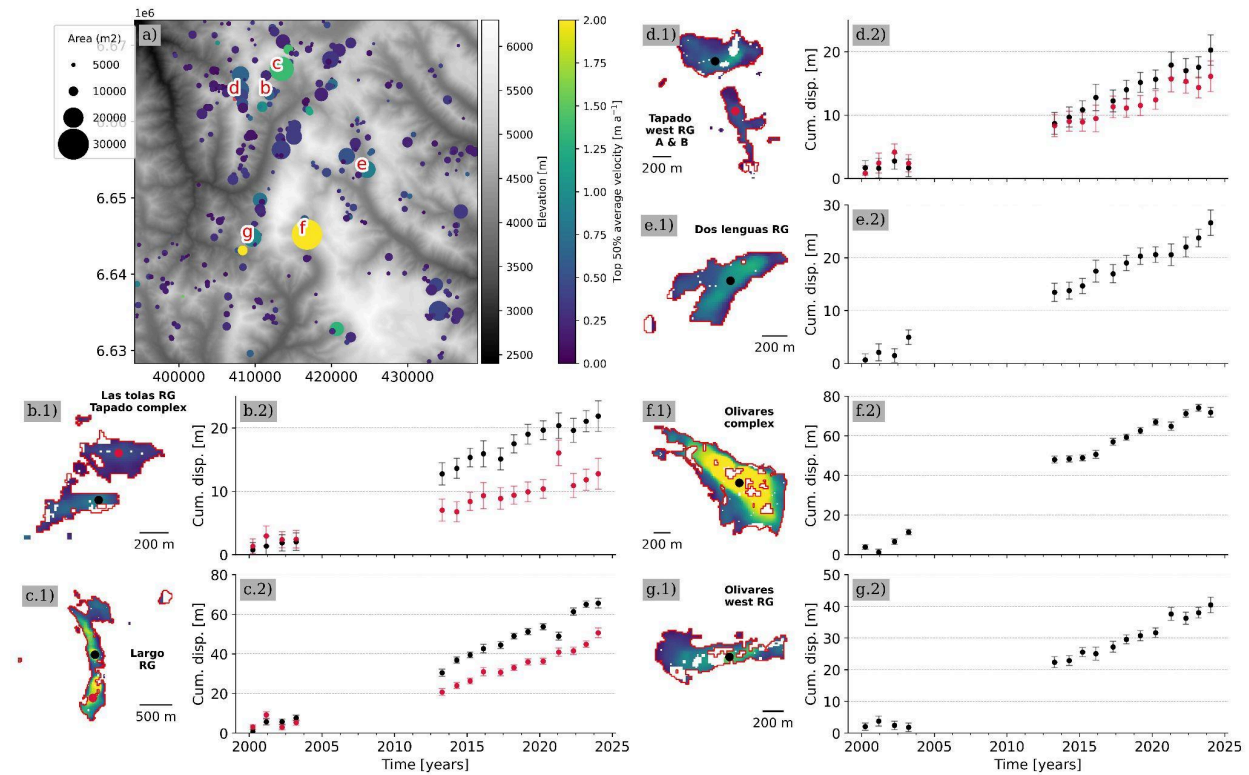 1e6
Area (m2)
5000
10000
20000
30000
6.67
6.66
6.65
6.64
6.63
400000
410000
420000
430000
a)
c
d
b
e
g
f
6000
5500
5000
4500
4000
3500
3000
2500
Elevation [m]
2.00
1.75
1.50
1.25
1.00
0.75
0.50
0.25
0.00
Top 50% average velocity [m a⁻¹]
b.1)
Las tolas RG
Tapado complex
200 m
b.2)
Cum. disp. [m]
20
10
0
c.1)
Largo
RG
500 m
c.2)
Cum. disp. [m]
80
60
40
20
0
2000
2005
2010
2015
2020
2025
Time [years]
d.1)
Tapado
west RG
A & B
200 m
d.2)
Cum. disp. [m]
20
10
0
e.1)
Dos lenguas RG
200 m
e.2)
Cum. disp. [m]
30
20
10
0
f.1)
Olivares
complex
200 m
f.2)
Cum. disp. [m]
80
60
40
20
0
g.1)
Olivares
west RG
200 m
g.2)
Cum. disp. [m]
50
40
30
20
10
0
2000
2005
2010
2015
2020
2025
Time [years]